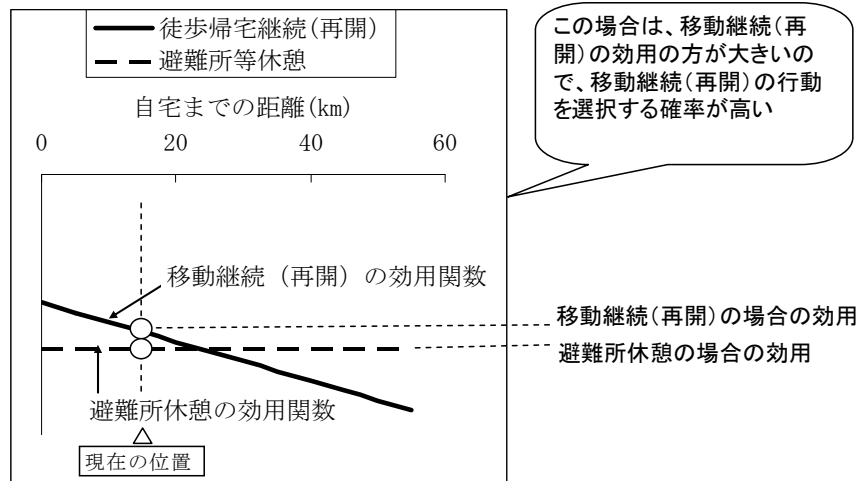 徒歩帰宅継続(再開)
避難所等休憩
自宅までの距離(km)
0 20 40 60
移動継続（再開）の効用関数
避難所休憩の効用関数
現在の位置
この場合は、移動継続(再
開)の効用の方が大きいの
で、移動継続(再開)の行動
を選択する確率が高い
移動継続(再開)の場合の効用
避難所休憩の場合の効用